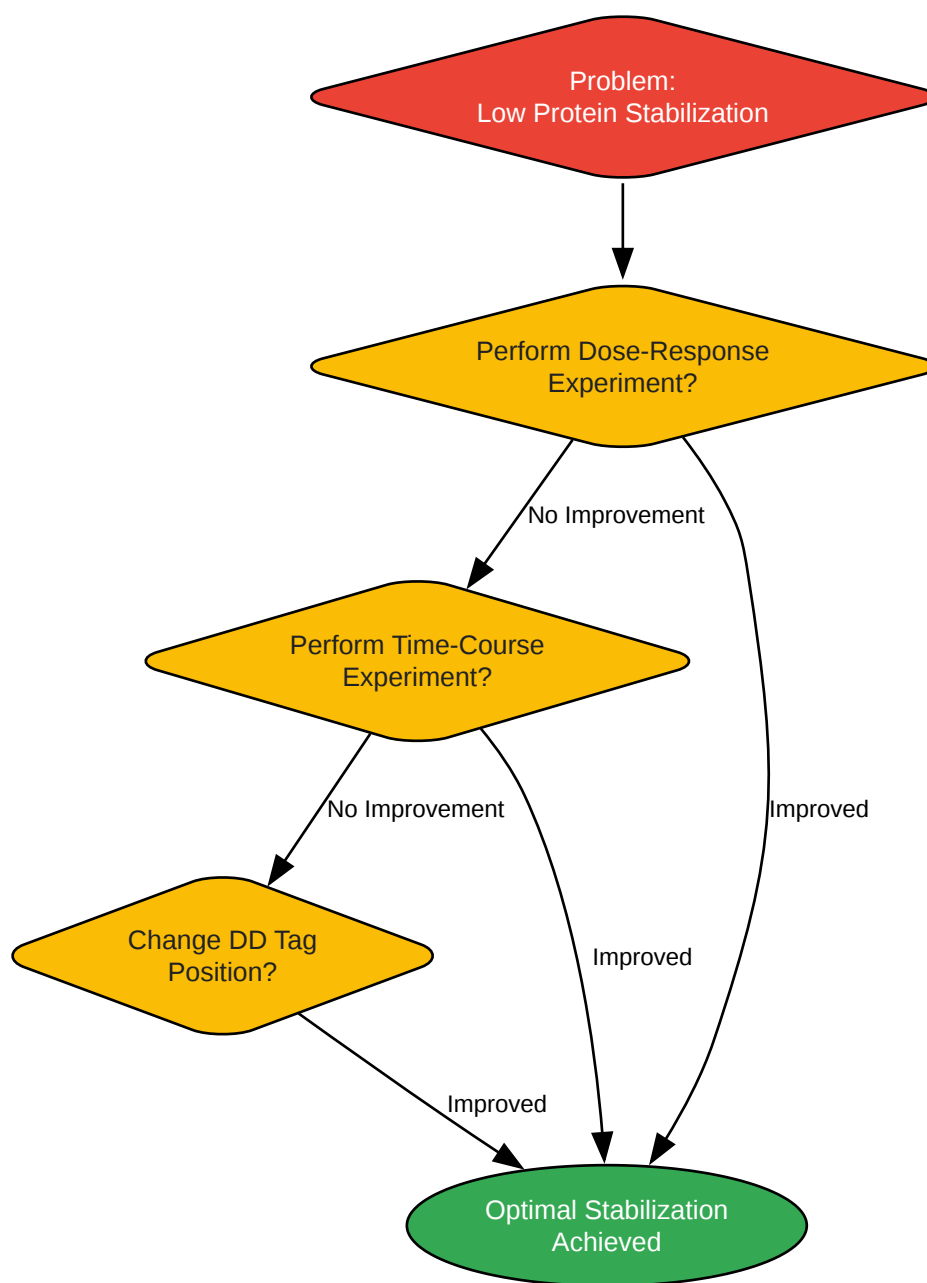 Problem:
Low Protein Stabilization
Perform Dose-Response
Experiment?
No Improvement
Perform Time-Course
Experiment?
No Improvement
Improved
Change DD Tag
Position?
Improved
Improved
Optimal Stabilization
Achieved